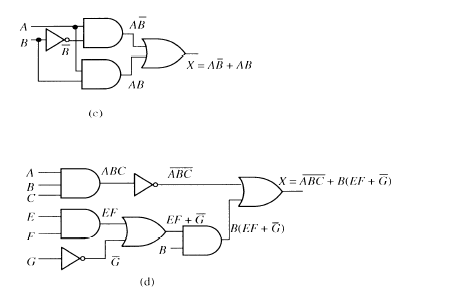 A
B
B̅
AB̅
AB
X = AB̅ + AB
(c)
A
B
C
ABC
A̅B̅C̅
X = A̅B̅C̅ + B(EF + G̅)
E
F
EF
EF + G̅
B
B(EF + G̅)
G
G̅
(d)